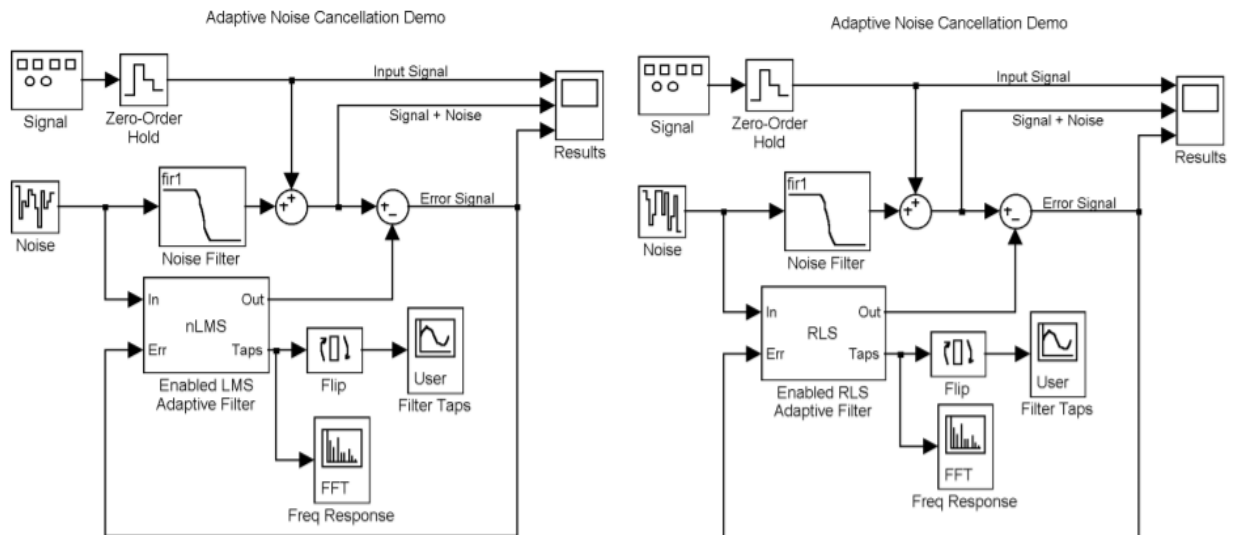 Adaptive Noise Cancellation Demo
Input Signal
Signal + Noise
Signal
Zero-Order
Hold
Results
fir1
+
+
+
-
Error Signal
Noise
Noise Filter
In
Out
nLMS
Err
Taps
Enabled LMS
Adaptive Filter
Flip
User
Filter Taps
FFT
Freq Response
Adaptive Noise Cancellation Demo
Input Signal
Signal + Noise
Signal
Zero-Order
Hold
Results
fir1
+
+
+
-
Error Signal
Noise
Noise Filter
In
Out
RLS
Err
Taps
Enabled RLS
Adaptive Filter
Flip
User
Filter Taps
FFT
Freq Response